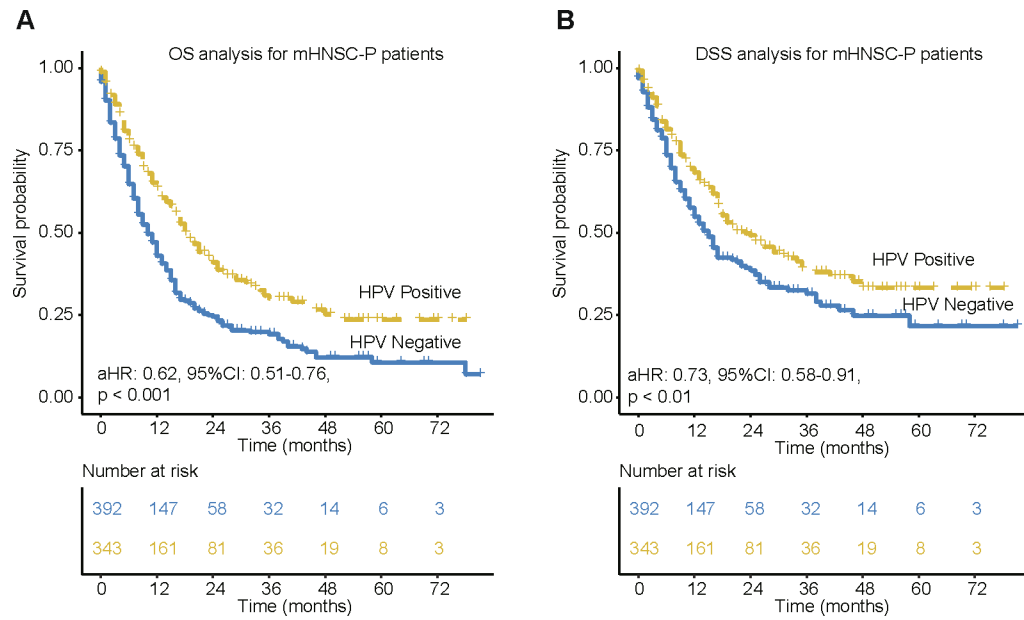 A
OS analysis for mHNSC-P patients
1.00
0.75
0.50
0.25
0.00
Survival probability
HPV Positive
HPV Negative
aHR: 0.62, 95%CI: 0.51-0.76,
p < 0.001
0 12 24 36 48 60 72
Time (months)
Number at risk
392 147 58 32 14 6 3
343 161 81 36 19 8 3
0 12 24 36 48 60 72
Time (months)
B
DSS analysis for mHNSC-P patients
1.00
0.75
0.50
0.25
0.00
Survival probability
HPV Positive
HPV Negative
aHR: 0.73, 95%CI: 0.58-0.91,
p < 0.01
0 12 24 36 48 60 72
Time (months)
Number at risk
392 147 58 32 14 6 3
343 161 81 36 19 8 3
0 12 24 36 48 60 72
Time (months)